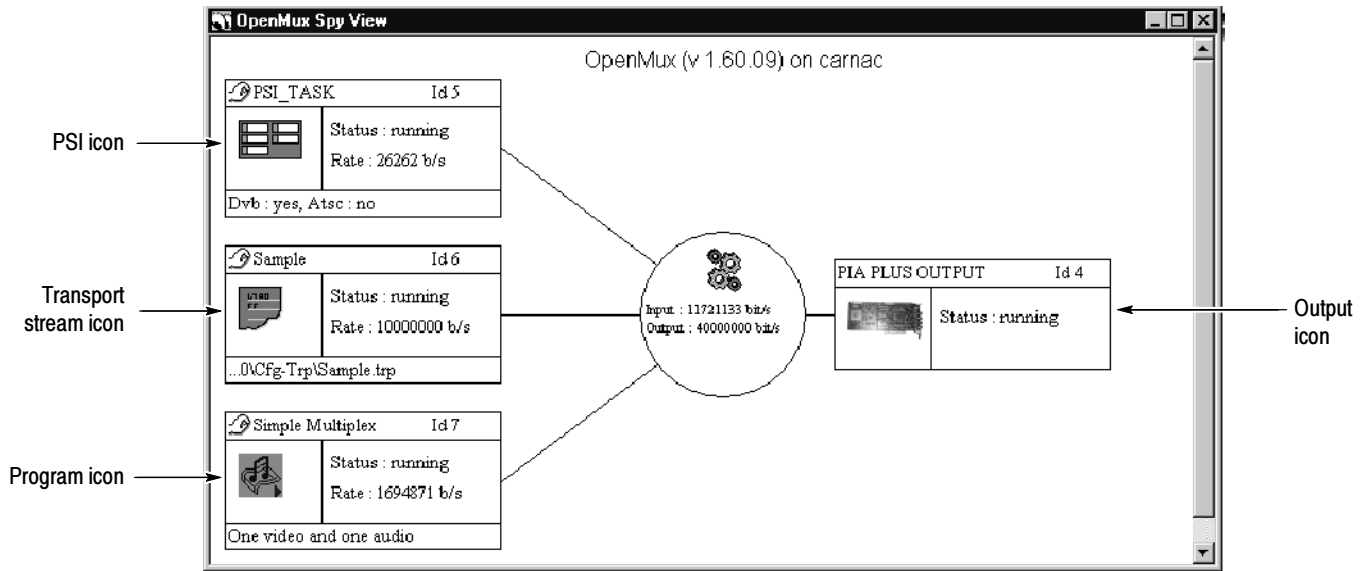 OpenMux Spy View
OpenMux (v 1.60.09) on carnac
PSI icon
PSI_TASK Id 5
Status : running
Rate : 26262 b/s
Dvb : yes, Atsc : no
Transport
stream icon
Sample Id 6
Status : running
Rate : 10000000 b/s
...0\Cfg-Trp\Sample.trp
Program icon
Simple Multiplex Id 7
Status : running
Rate : 1694871 b/s
One video and one audio
Input : 11721133 bit/s
Output : 40000000 bit/s
PIA PLUS OUTPUT Id 4
Status : running
Output
icon